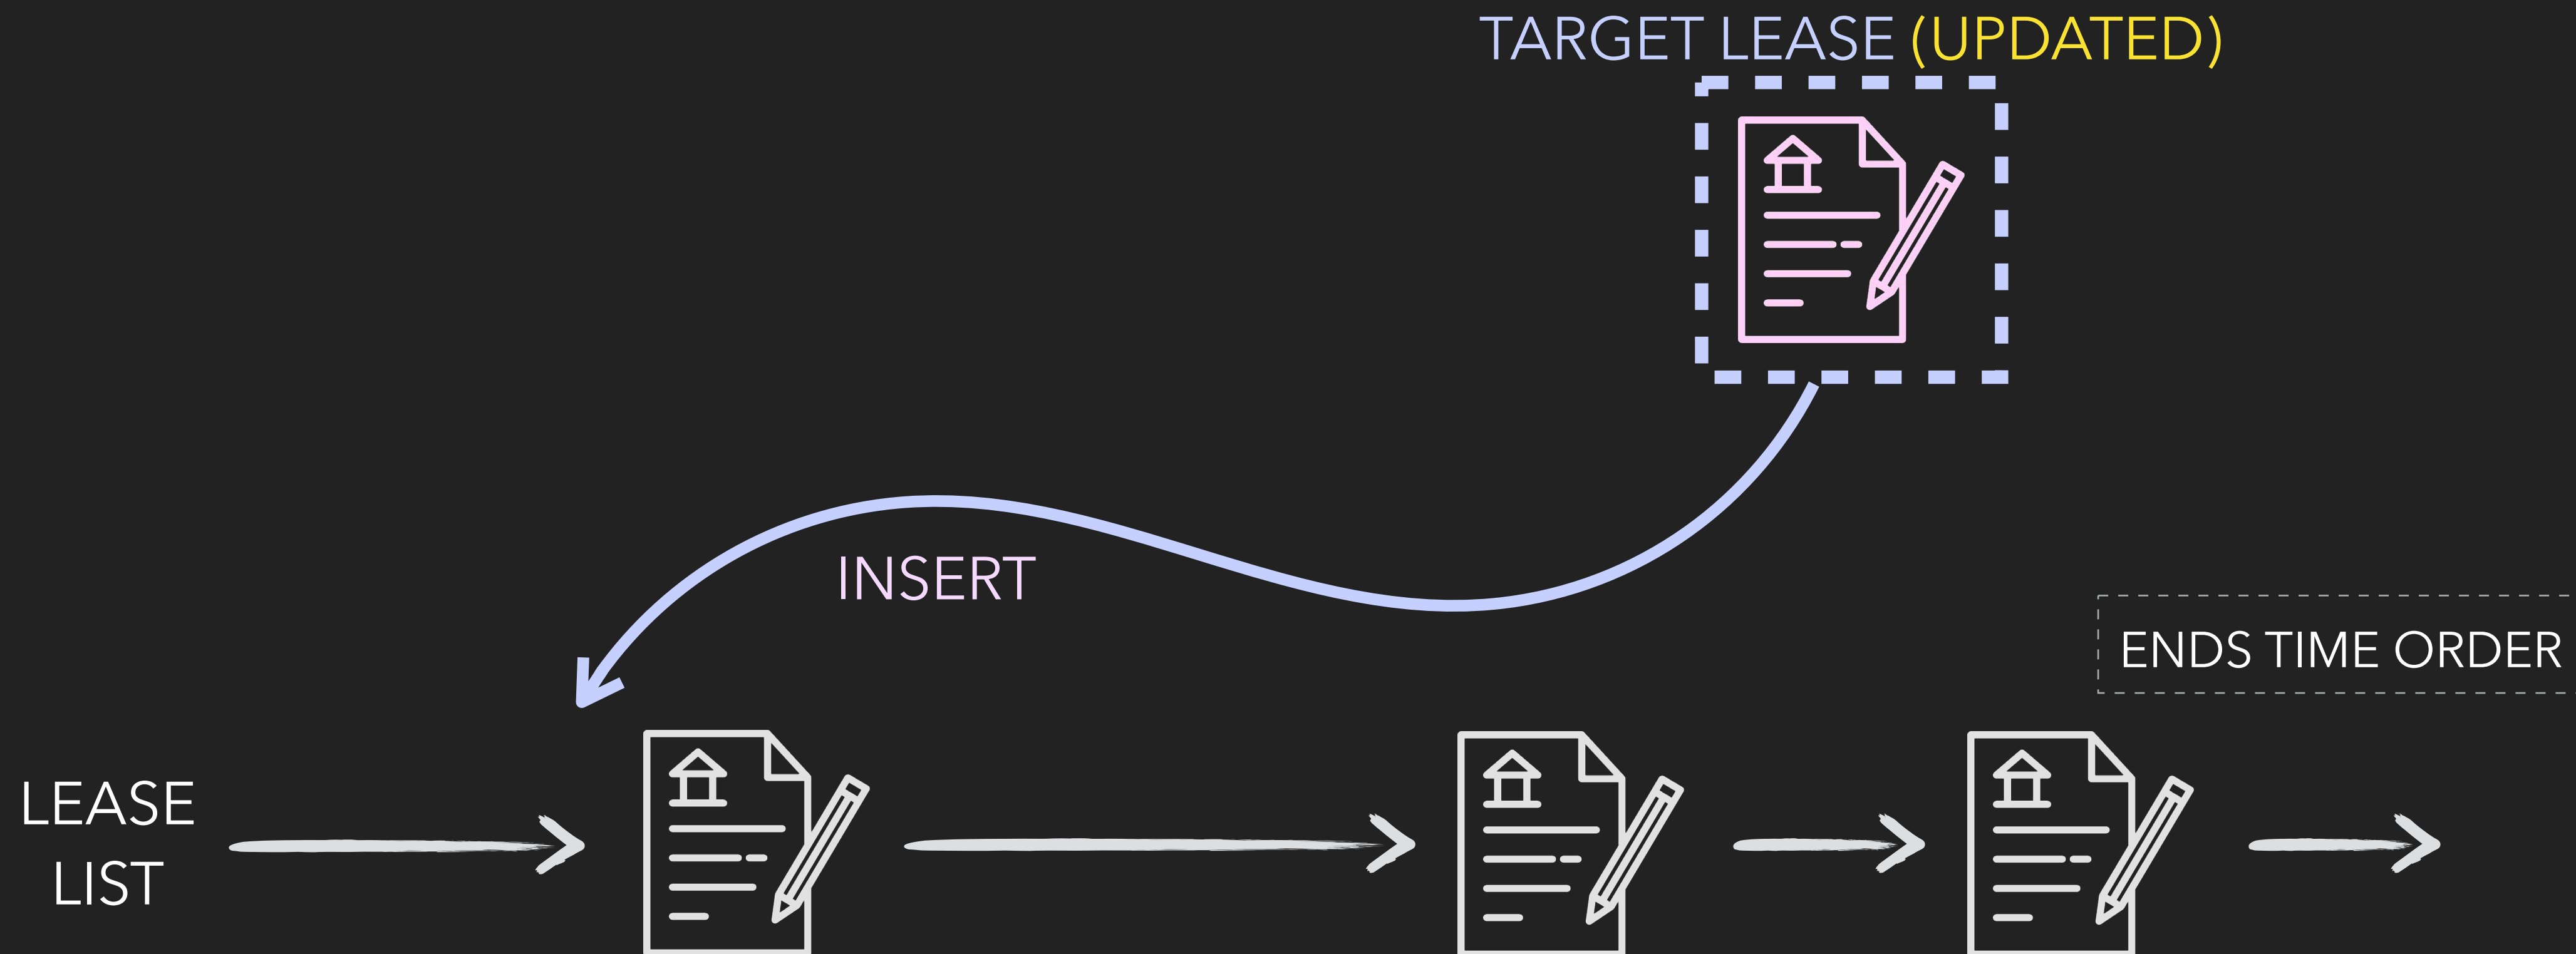 TARGET LEASE (UPDATED)
INSERT
ENDS TIME ORDER
LEASE
LIST